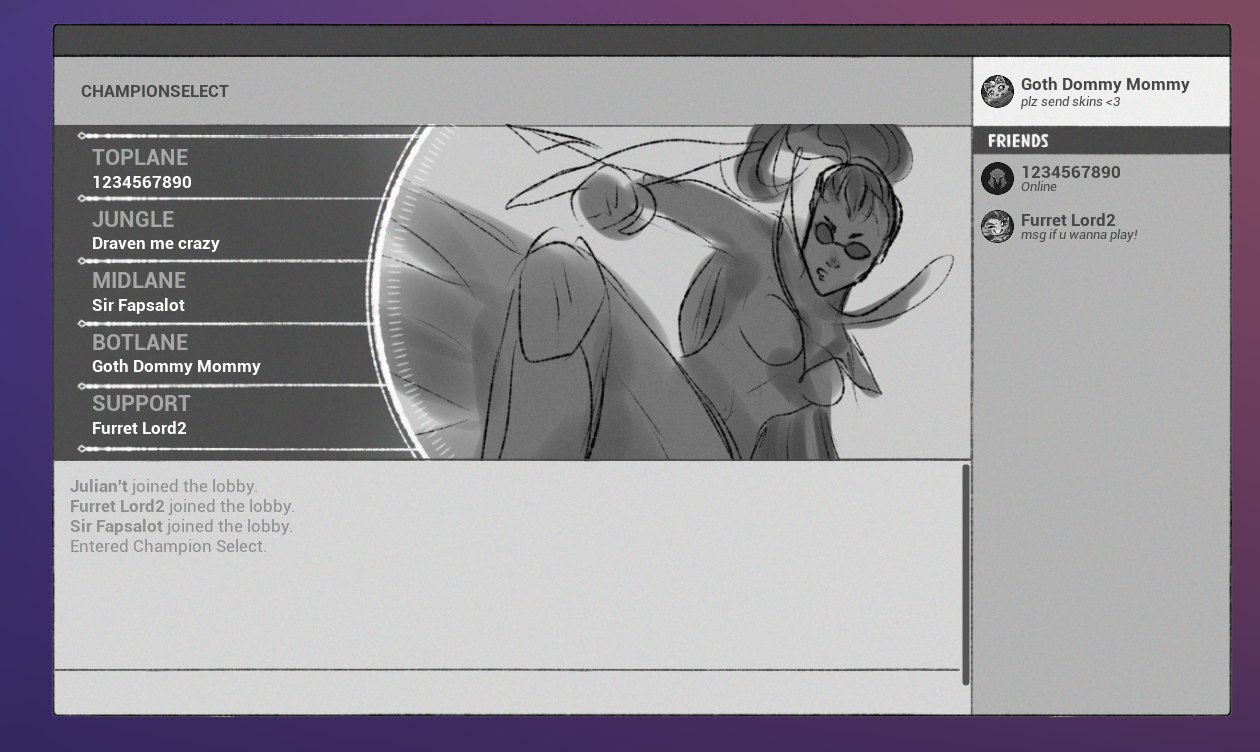 CHAMPIONSELECT
TOPLANE
1234567890
JUNGLE
Draven me crazy
MIDLANE
Sir Fapsalot
BOTLANE
Goth Dommy Mommy
SUPPORT
Furret Lord2
Julian't joined the lobby.
Furret Lord2 joined the lobby.
Sir Fapsalot joined the lobby.
Entered Champion Select.
Goth Dommy Mommy
plz send skins <3
FRIENDS
1234567890
Online
Furret Lord2
msg if u wanna play!